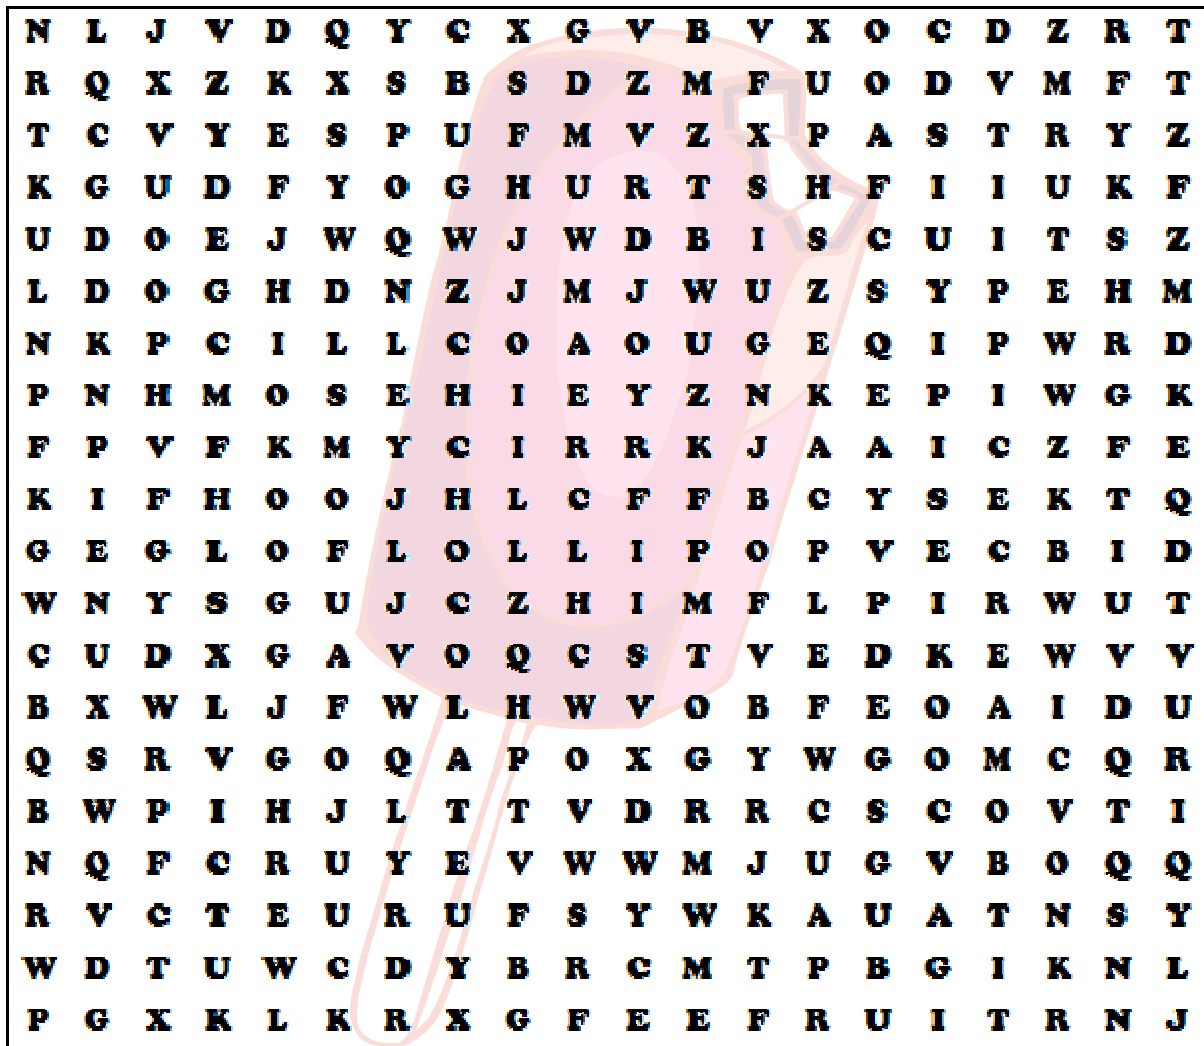 N L J V D Q Y C X G V B V X O C D Z R T
R Q X Z K X S B S D Z M F U O D V M F T
T C V Y E S P U F M V Z X P A S T R Y Z
K G U D F Y O G H U R T S H F I I U K F
U D O E J W Q W J W D B I S C U I T S Z
L D O G H D N Z J M J W U Z S Y P E H M
N K P C I L L C O A O U G E Q I P W R D
P N H M O S E H I E Y Z N K E P I W G K
F P V F K M Y C I R R K J A A I C Z F E
K I F H O O J H L C F F B C Y S E K T Q
G E G L O F L O L L I P O P V E C B I D
W N Y S G U J C Z H I M F L P I R W U T
C U D X G A V O Q C S T V E D K E W V V
B X W L J F W L H W V O B F E O A I D U
Q S R V G O Q A P O X G Y W G O M C Q R
B W P I H J L T T V D R R C S C O V T I
N Q F C R U Y E V W W M J U G V B O Q Q
R V C T E U R U F S Y W K A U A T N S Y
W D T U W C D Y B R C M T P B G I K N L
P G X K L K R X G F E E F R U I T R N J